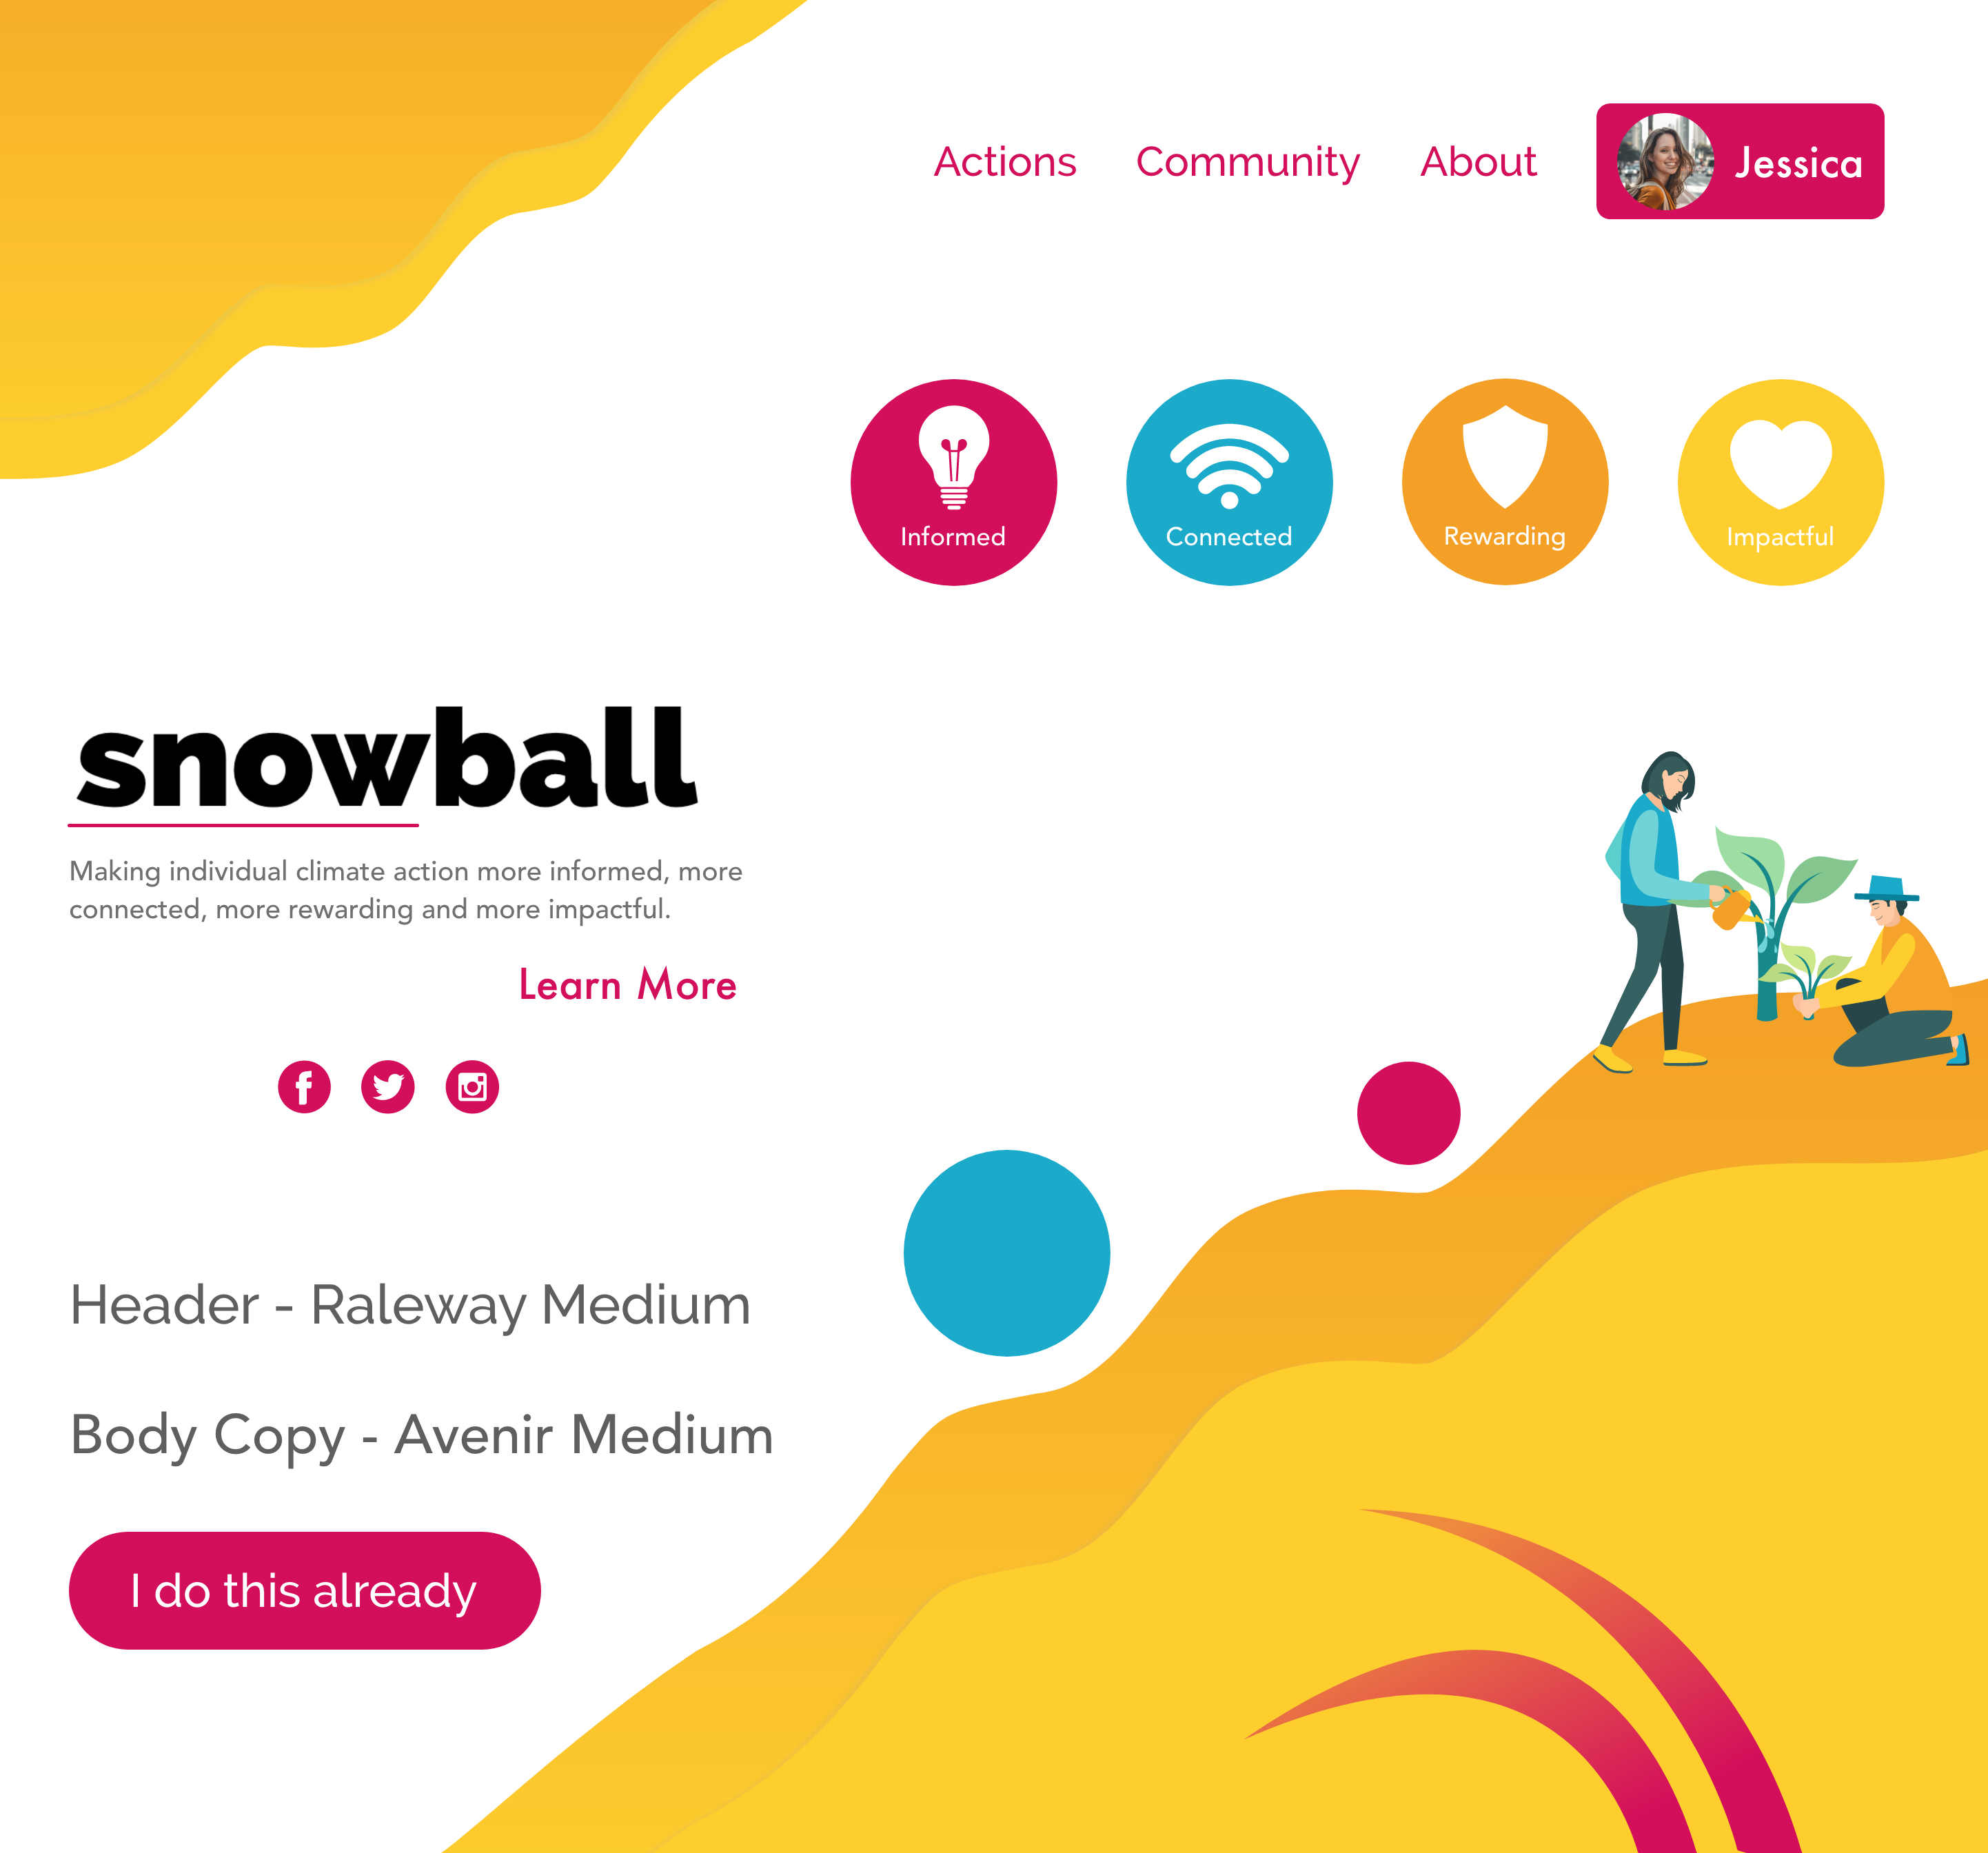 Actions Community About Jessica
Informed Connected Rewarding Impactful
snowball
Making individual climate action more informed, more
connected, more rewarding and more impactful.
Learn More
Header - Raleway Medium
Body Copy - Avenir Medium
I do this already